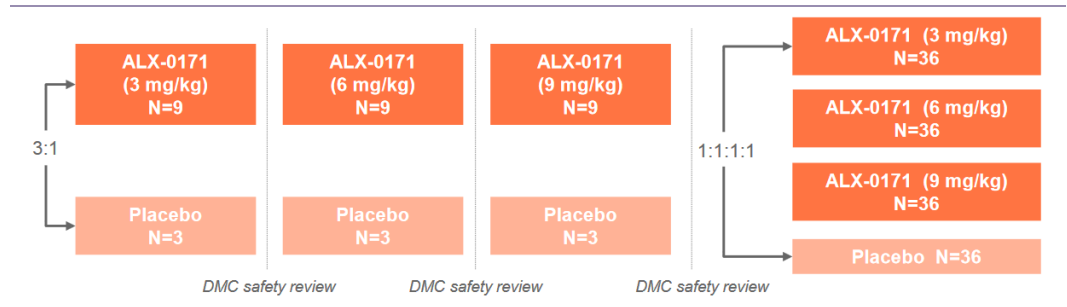 3:1
ALX-0171
(3 mg/kg)
N=9
Placebo
N=3
DMC safety review
ALX-0171
(6 mg/kg)
N=9
Placebo
N=3
DMC safety review
ALX-0171
(9 mg/kg)
N=9
Placebo
N=3
DMC safety review
1:1:1:1
ALX-0171 (3 mg/kg)
N=36
ALX-0171 (6 mg/kg)
N=36
ALX-0171 (9 mg/kg)
N=36
Placebo N=36